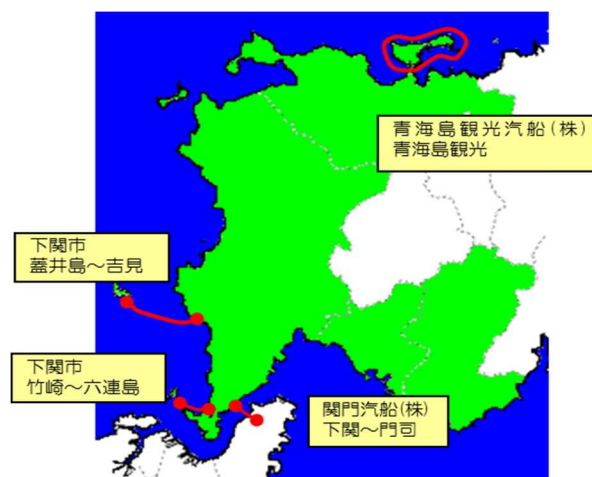 青海島観光汽船(株)
青海島観光
下関市
蓋井島～吉見
下関市
竹崎～六連島
関門汽船(株)
下関～門司